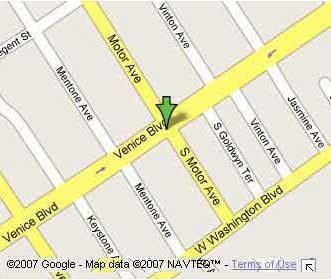 Vinton Ave
Motor Ave
egent St
Mentone Ave
Jasmine Ave
Venice Blvd
S Goldwyn Ter
Vinton Ave
S Motor Ave
Mentone Ave
Venice Blvd
Keystone
W Washington Blvd
©2007 Google - Map data ©2007 NAVTEQ™ - Terms of Use